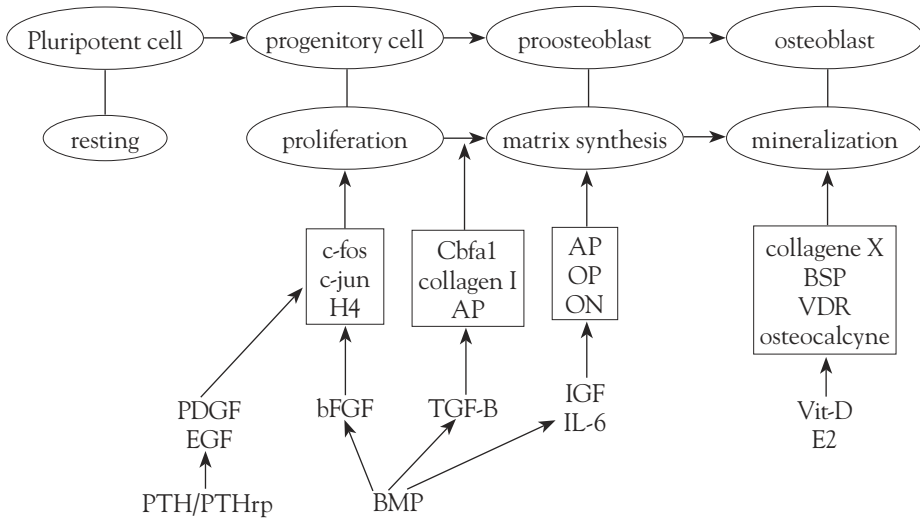 Pluripotent cell
progenitory cell
proosteoblast
osteoblast
resting
proliferation
matrix synthesis
mineralization
c-fos
c-jun
H4
Cbfa1
collagen I
AP
AP
OP
ON
collagene X
BSP
VDR
osteocalcyne
PDGF
EGF
bFGF
TGF-B
IGF
IL-6
Vit-D
E2
PTH/PTHrp
BMP